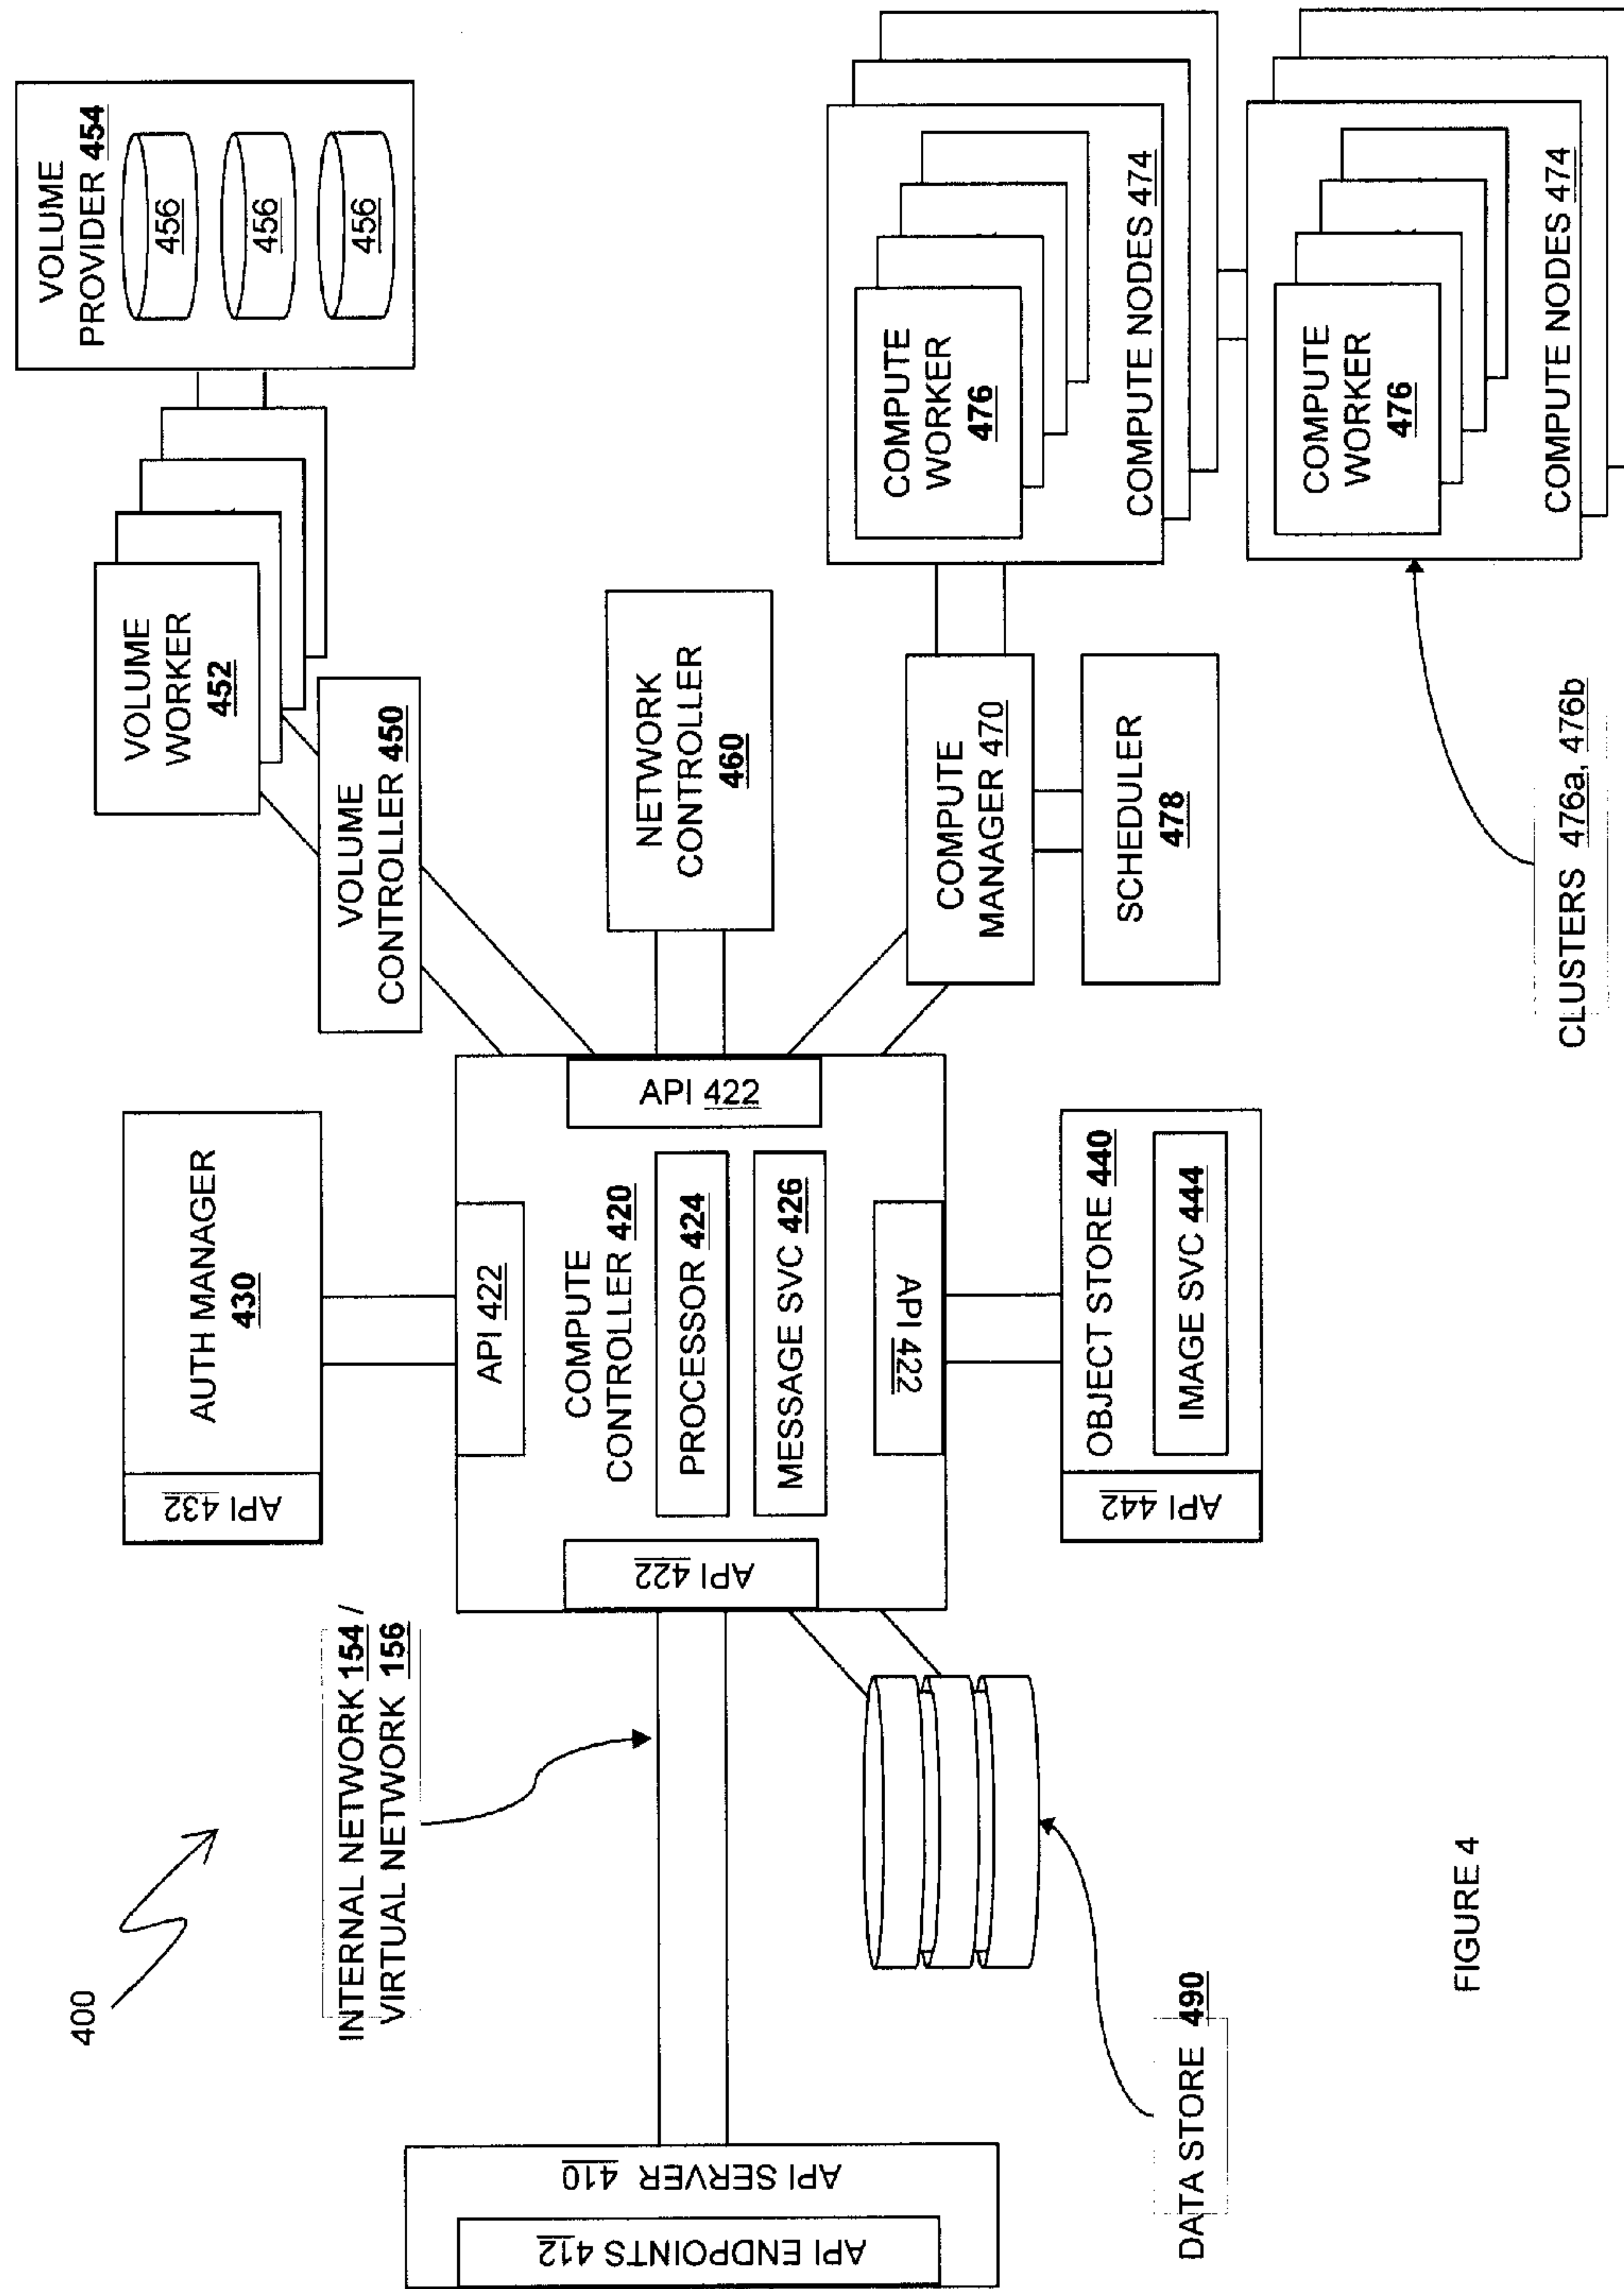 400
INTERNAL NETWORK 154 /
VIRTUAL NETWORK 156
API SERVER 410
API ENDPOINTS 412
DATA STORE 490
AUTH MANAGER
430
API 432
API 422
API 422
COMPUTE
CONTROLLER 420
PROCESSOR 424
MESSAGE SVC 426
API 422
API 422
OBJECT STORE 440
IMAGE SVC 444
API 442
VOLUME
CONTROLLER 450
VOLUME
WORKER
452
VOLUME
PROVIDER 454
456
456
456
NETWORK
CONTROLLER
460
COMPUTE
MANAGER 470
SCHEDULER
478
COMPUTE
WORKER
476
COMPUTE NODES 474
COMPUTE
WORKER
476
COMPUTE NODES 474
CLUSTERS 476a, 476b
FIGURE 4